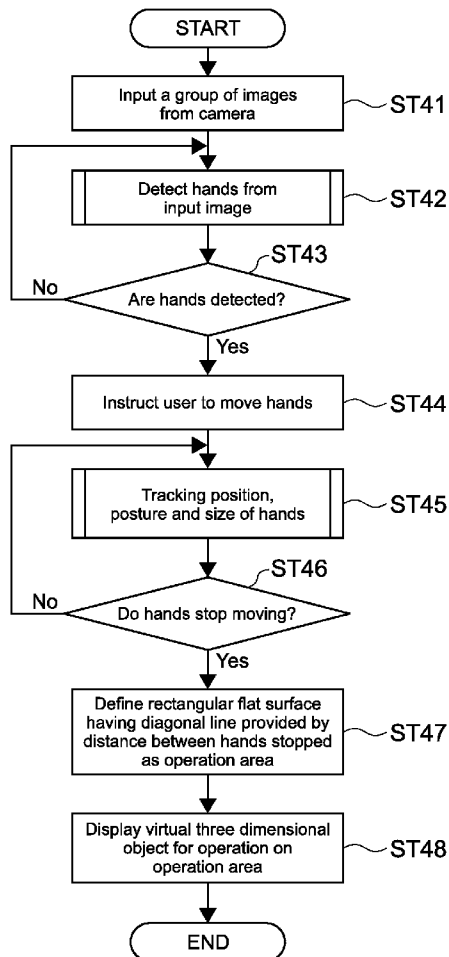 START
Input a group of images
from camera
ST41
Detect hands from
input image
ST42
ST43
No
Are hands detected?
Yes
Instruct user to move hands
ST44
Tracking position,
posture and size of hands
ST45
ST46
No
Do hands stop moving?
Yes
Define rectangular flat surface
having diagonal line provided by
distance between hands stopped
as operation area
ST47
Display virtual three dimensional
object for operation on
operation area
ST48
END